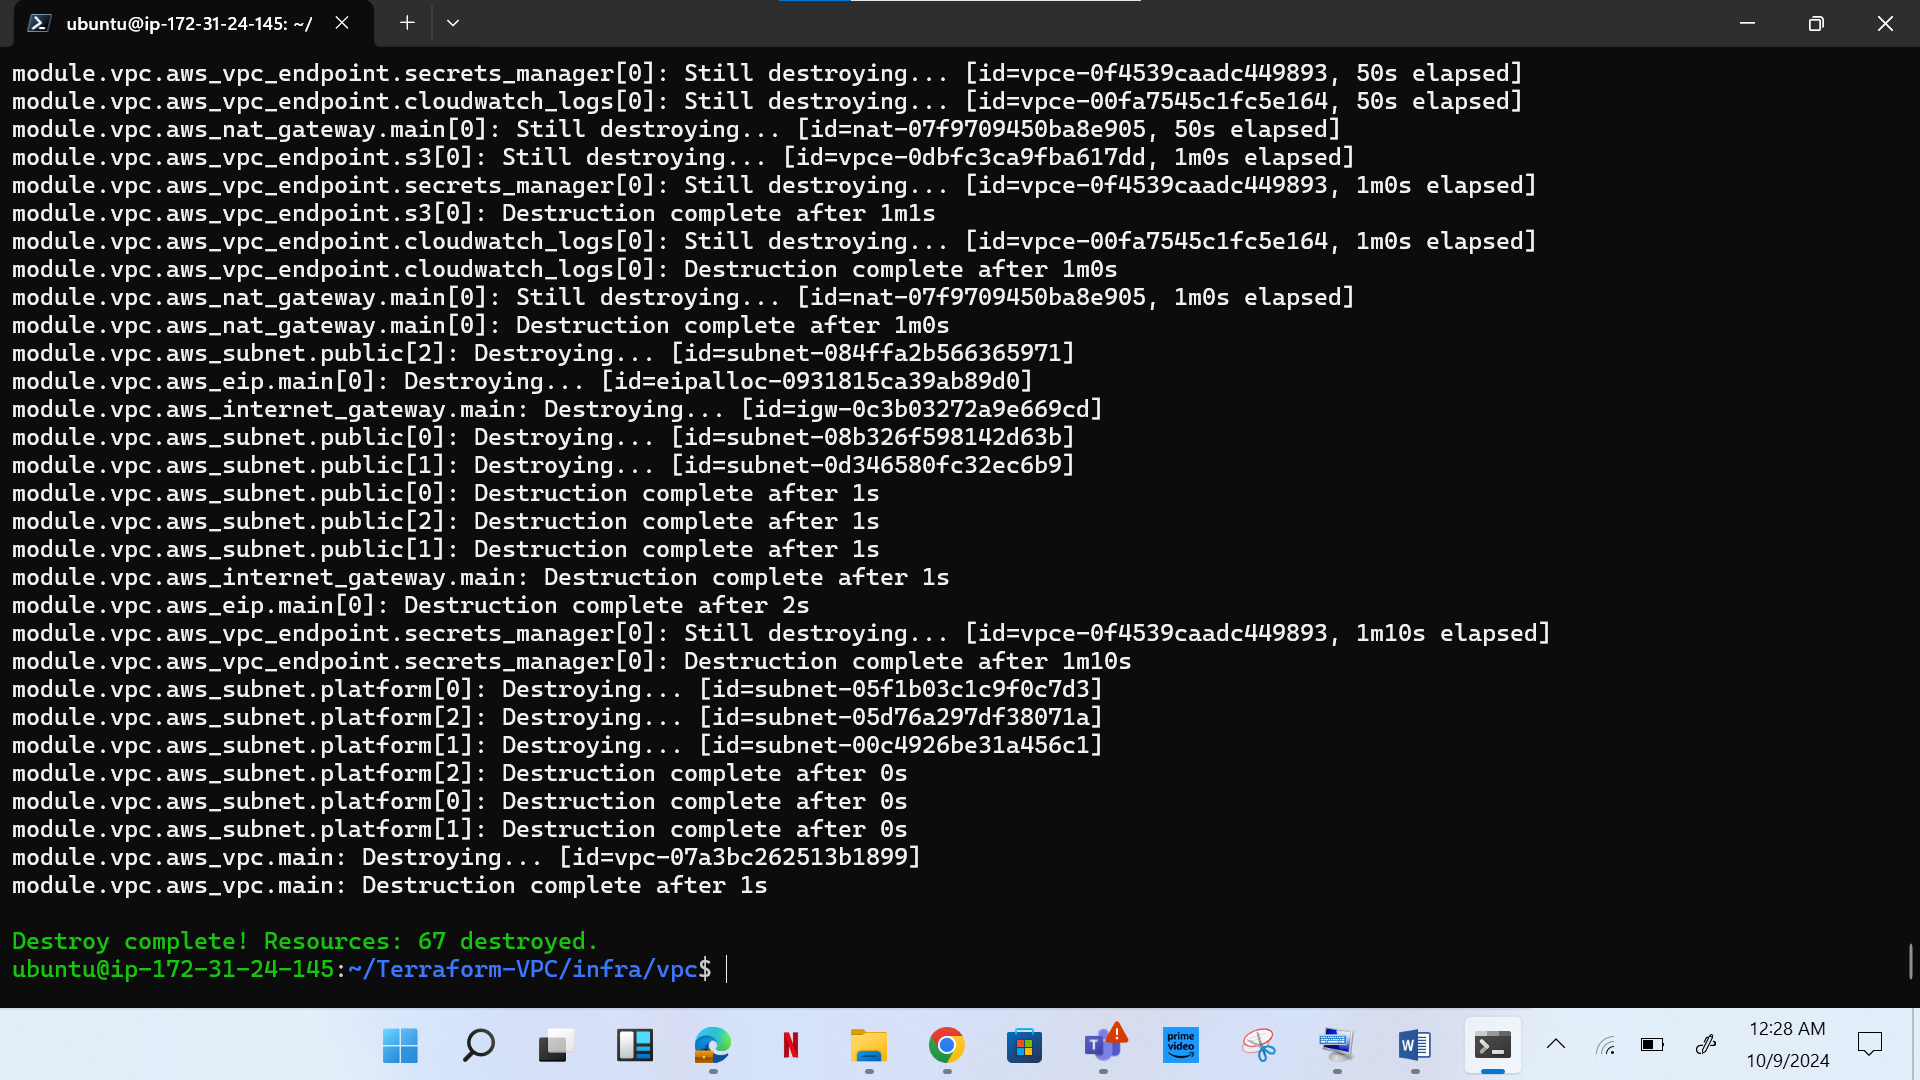 ubuntu@ip-172-31-24-145: ~/
module.vpc.aws_vpc_endpoint.secrets_manager[0]: Still destroying... [id=vpce-0f4539caadc449893, 50s elapsed]
module.vpc.aws_vpc_endpoint.cloudwatch_logs[0]: Still destroying... [id=vpce-00fa7545c1fc5e164, 50s elapsed]
module.vpc.aws_nat_gateway.main[0]: Still destroying... [id=nat-07f9709450ba8e905, 50s elapsed]
module.vpc.aws_vpc_endpoint.s3[0]: Still destroying... [id=vpce-0dbfc3ca9fba617dd, 1m0s elapsed]
module.vpc.aws_vpc_endpoint.secrets_manager[0]: Still destroying... [id=vpce-0f4539caadc449893, 1m0s elapsed]
module.vpc.aws_vpc_endpoint.s3[0]: Destruction complete after 1m1s
module.vpc.aws_vpc_endpoint.cloudwatch_logs[0]: Still destroying... [id=vpce-00fa7545c1fc5e164, 1m0s elapsed]
module.vpc.aws_vpc_endpoint.cloudwatch_logs[0]: Destruction complete after 1m0s
module.vpc.aws_nat_gateway.main[0]: Still destroying... [id=nat-07f9709450ba8e905, 1m0s elapsed]
module.vpc.aws_nat_gateway.main[0]: Destruction complete after 1m0s
module.vpc.aws_subnet.public[2]: Destroying... [id=subnet-084ffa2b566365971]
module.vpc.aws_eip.main[0]: Destroying... [id=eipalloc-0931815ca39ab89d0]
module.vpc.aws_internet_gateway.main: Destroying... [id=igw-0c3b03272a9e669cd]
module.vpc.aws_subnet.public[0]: Destroying... [id=subnet-08b326f598142d63b]
module.vpc.aws_subnet.public[1]: Destroying... [id=subnet-0d346580fc32ec6b9]
module.vpc.aws_subnet.public[0]: Destruction complete after 1s
module.vpc.aws_subnet.public[2]: Destruction complete after 1s
module.vpc.aws_subnet.public[1]: Destruction complete after 1s
module.vpc.aws_internet_gateway.main: Destruction complete after 1s
module.vpc.aws_eip.main[0]: Destruction complete after 2s
module.vpc.aws_vpc_endpoint.secrets_manager[0]: Still destroying... [id=vpce-0f4539caadc449893, 1m10s elapsed]
module.vpc.aws_vpc_endpoint.secrets_manager[0]: Destruction complete after 1m10s
module.vpc.aws_subnet.platform[0]: Destroying... [id=subnet-05f1b03c1c9f0c7d3]
module.vpc.aws_subnet.platform[2]: Destroying... [id=subnet-05d76a297df38071a]
module.vpc.aws_subnet.platform[1]: Destroying... [id=subnet-00c4926be31a456c1]
module.vpc.aws_subnet.platform[2]: Destruction complete after 0s
module.vpc.aws_subnet.platform[0]: Destruction complete after 0s
module.vpc.aws_subnet.platform[1]: Destruction complete after 0s
module.vpc.aws_vpc.main: Destroying... [id=vpc-07a3bc262513b1899]
module.vpc.aws_vpc.main: Destruction complete after 1s
Destroy complete! Resources: 67 destroyed.
ubuntu@ip-172-31-24-145:~/Terraform-VPC/infra/vpc$
N
T
prime video
W
12:28 AM
10/9/2024